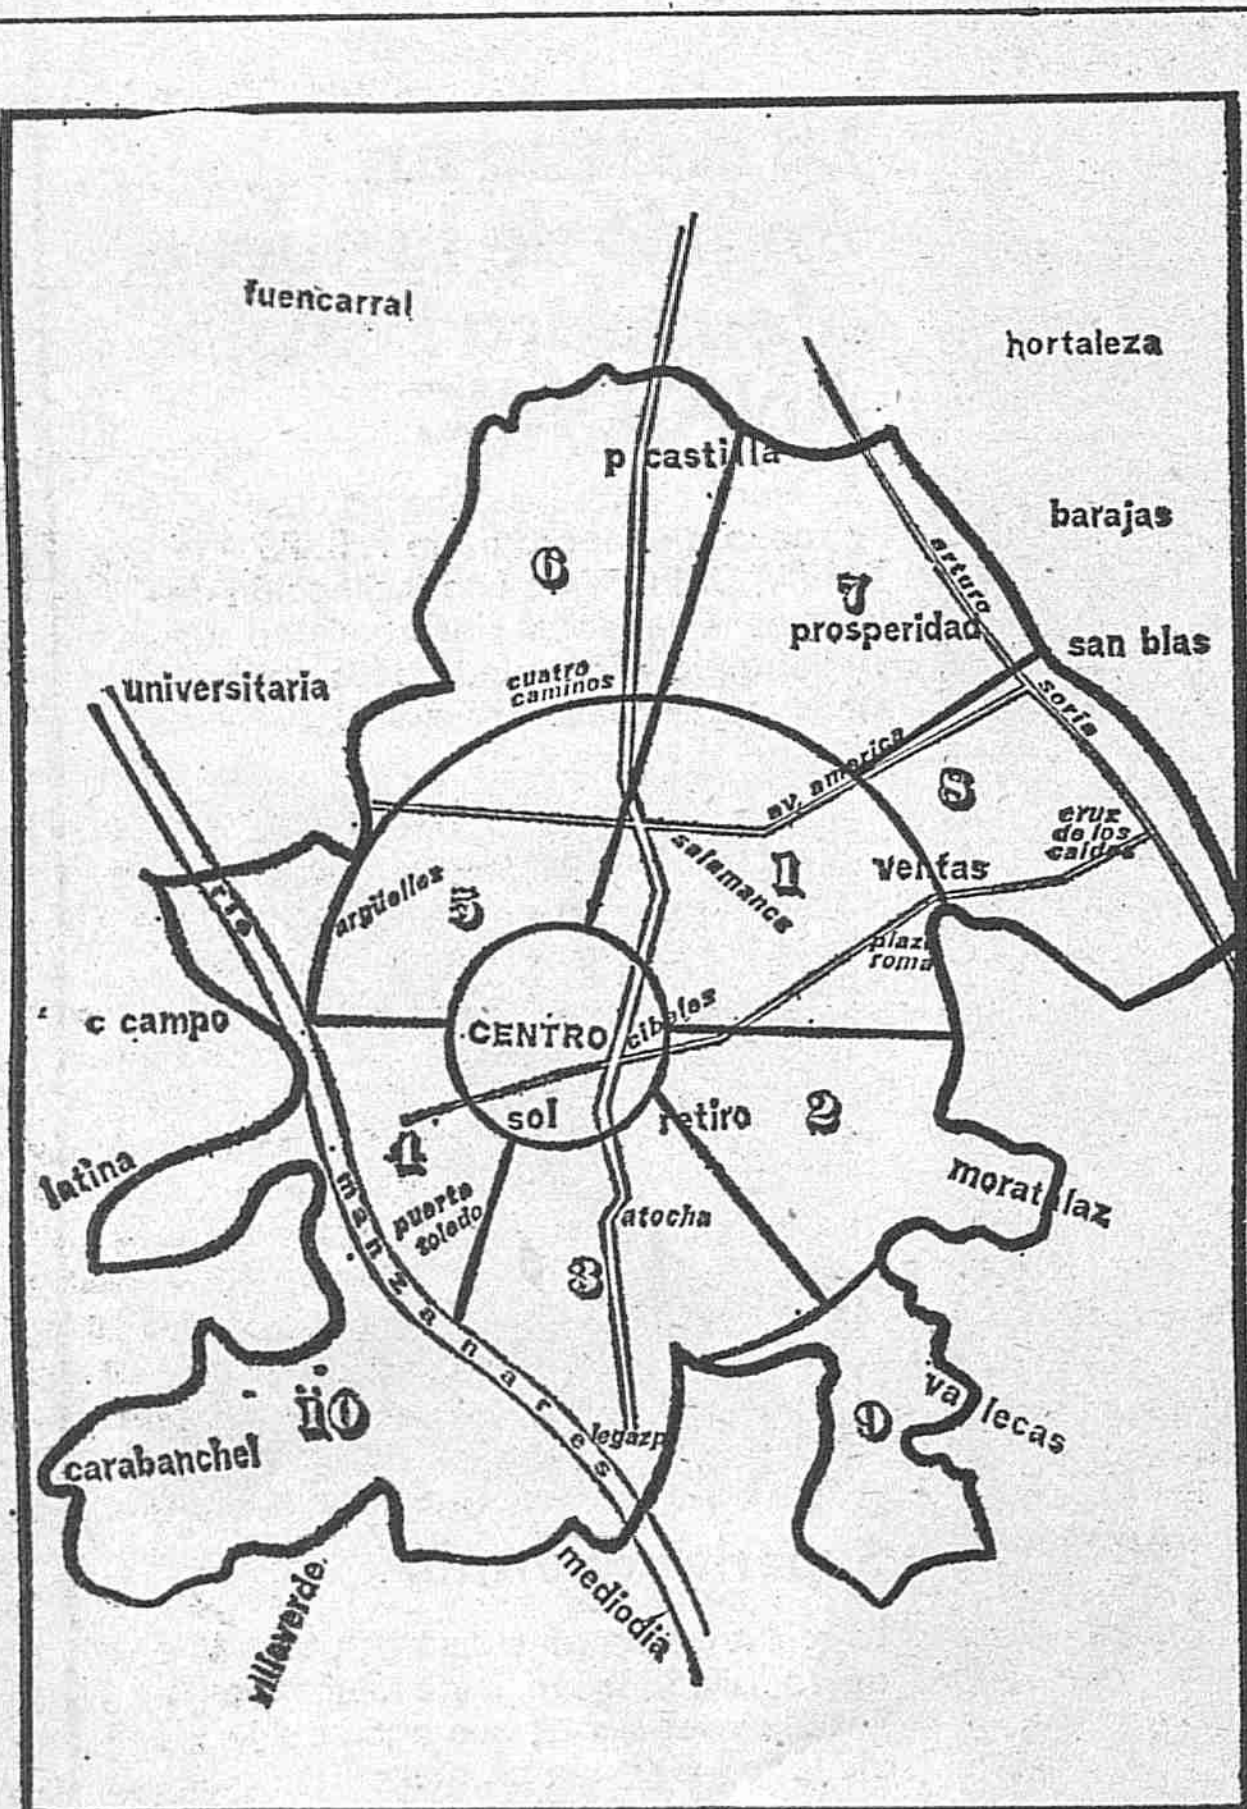 fuencarral
hortaleza
p castilla
barajas
6
arturo
7
prosperidad
san blas
cuatro
caminos
universitaria
soria
av. america
8
cruz
de los
caidos
salamanca
1
ventas
argüelles
5
rio
plaza
roma
c campo
CENTRO
cibeles
sol
retiro
2
4
latina
moratalaz
puerta
toledo
manzanares
atocha
3
10
9
vallecas
legazpi
carabanchel
mediodia
villaverde